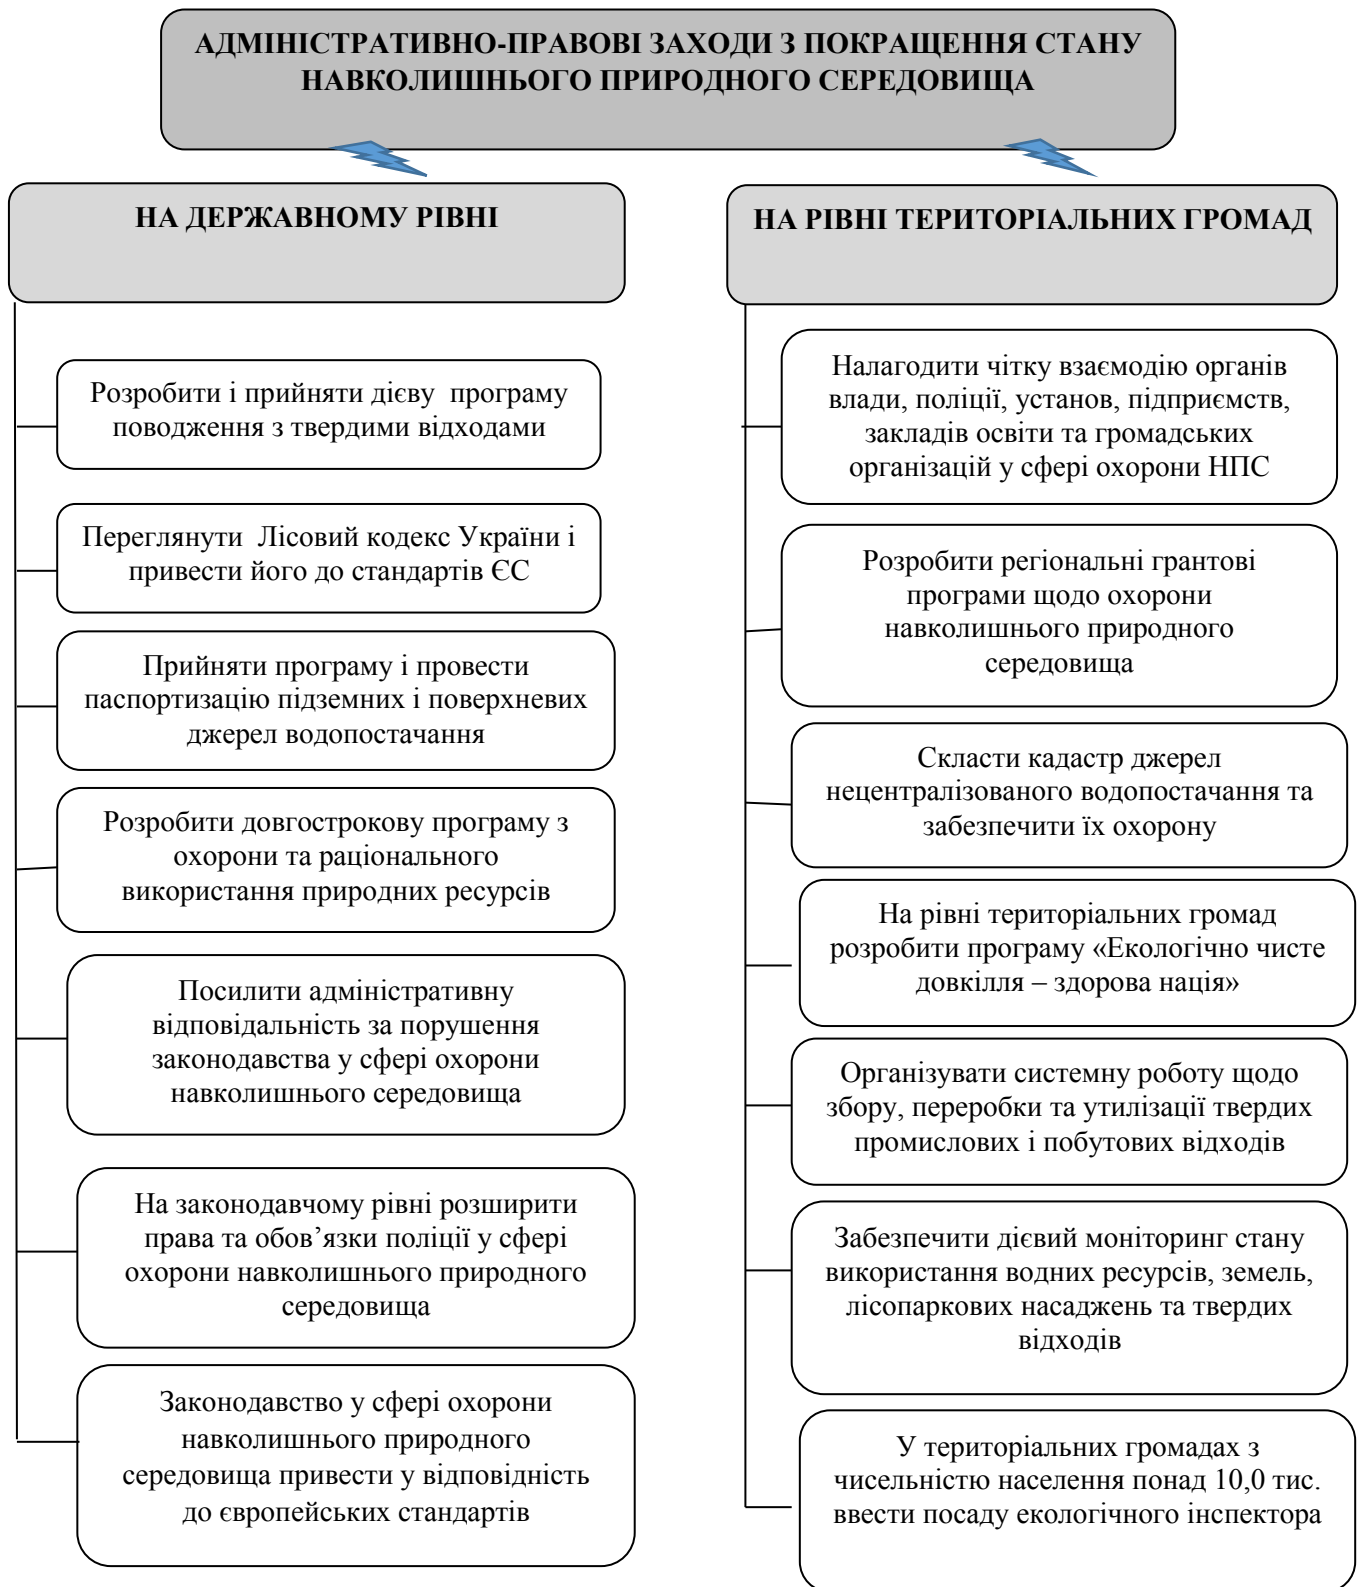 АДМІНІСТРАТИВНО-ПРАВОВІ ЗАХОДИ З ПОКРАЩЕННЯ СТАНУ
НАВКОЛИШНЬОГО ПРИРОДНОГО СЕРЕДОВИЩА
НА ДЕРЖАВНОМУ РІВНІ
Розробити і прийняти дієву програму
поводження з твердими відходами
Переглянути Лісовий кодекс України і
привести його до стандартів ЄС
Прийняти програму і провести
паспортизацію підземних і поверхневих
джерел водопостачання
Розробити довгострокову програму з
охорони та раціонального
використання природних ресурсів
Посилити адміністративну
відповідальність за порушення
законодавства у сфері охорони
навколишнього середовища
На законодавчому рівні розширити
права та обов’язки поліції у сфері
охорони навколишнього природного
середовища
Законодавство у сфері охорони
навколишнього природного
середовища привести у відповідність
до європейських стандартів
НА РІВНІ ТЕРИТОРІАЛЬНИХ ГРОМАД
Налагодити чітку взаємодію органів
влади, поліції, установ, підприємств,
закладів освіти та громадських
організацій у сфері охорони НПС
Розробити регіональні грантові
програми щодо охорони
навколишнього природного
середовища
Скласти кадастр джерел
нецентралізованого водопостачання та
забезпечити їх охорону
На рівні територіальних громад
розробити програму «Екологічно чисте
довкілля – здорова нація»
Організувати системну роботу щодо
збору, переробки та утилізації твердих
промислових і побутових відходів
Забезпечити дієвий моніторинг стану
використання водних ресурсів, земель,
лісопаркових насаджень та твердих
відходів
У територіальних громадах з
чисельністю населення понад 10,0 тис.
ввести посаду екологічного інспектора